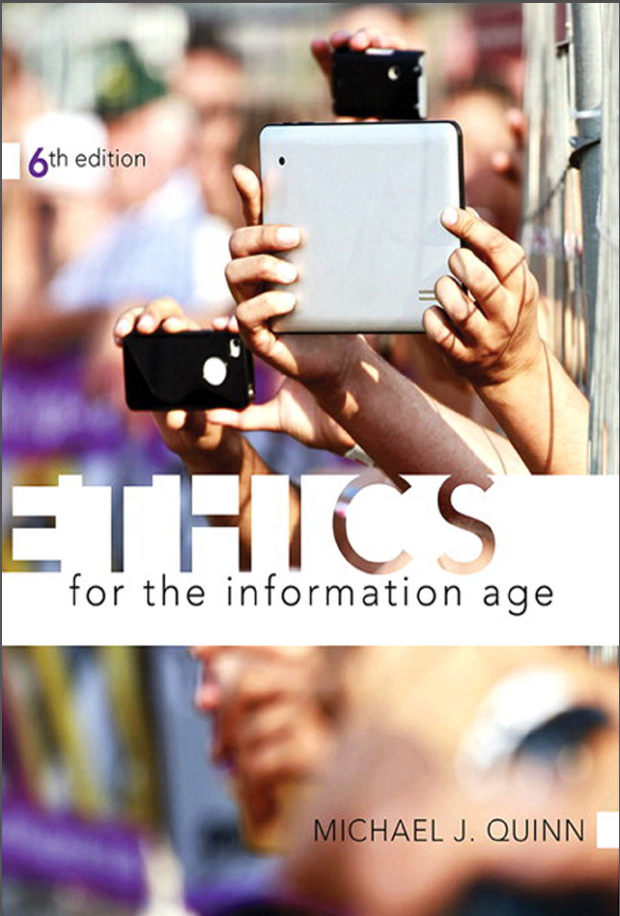 6th edition
ETHICS
for the information age
MICHAEL J. QUINN